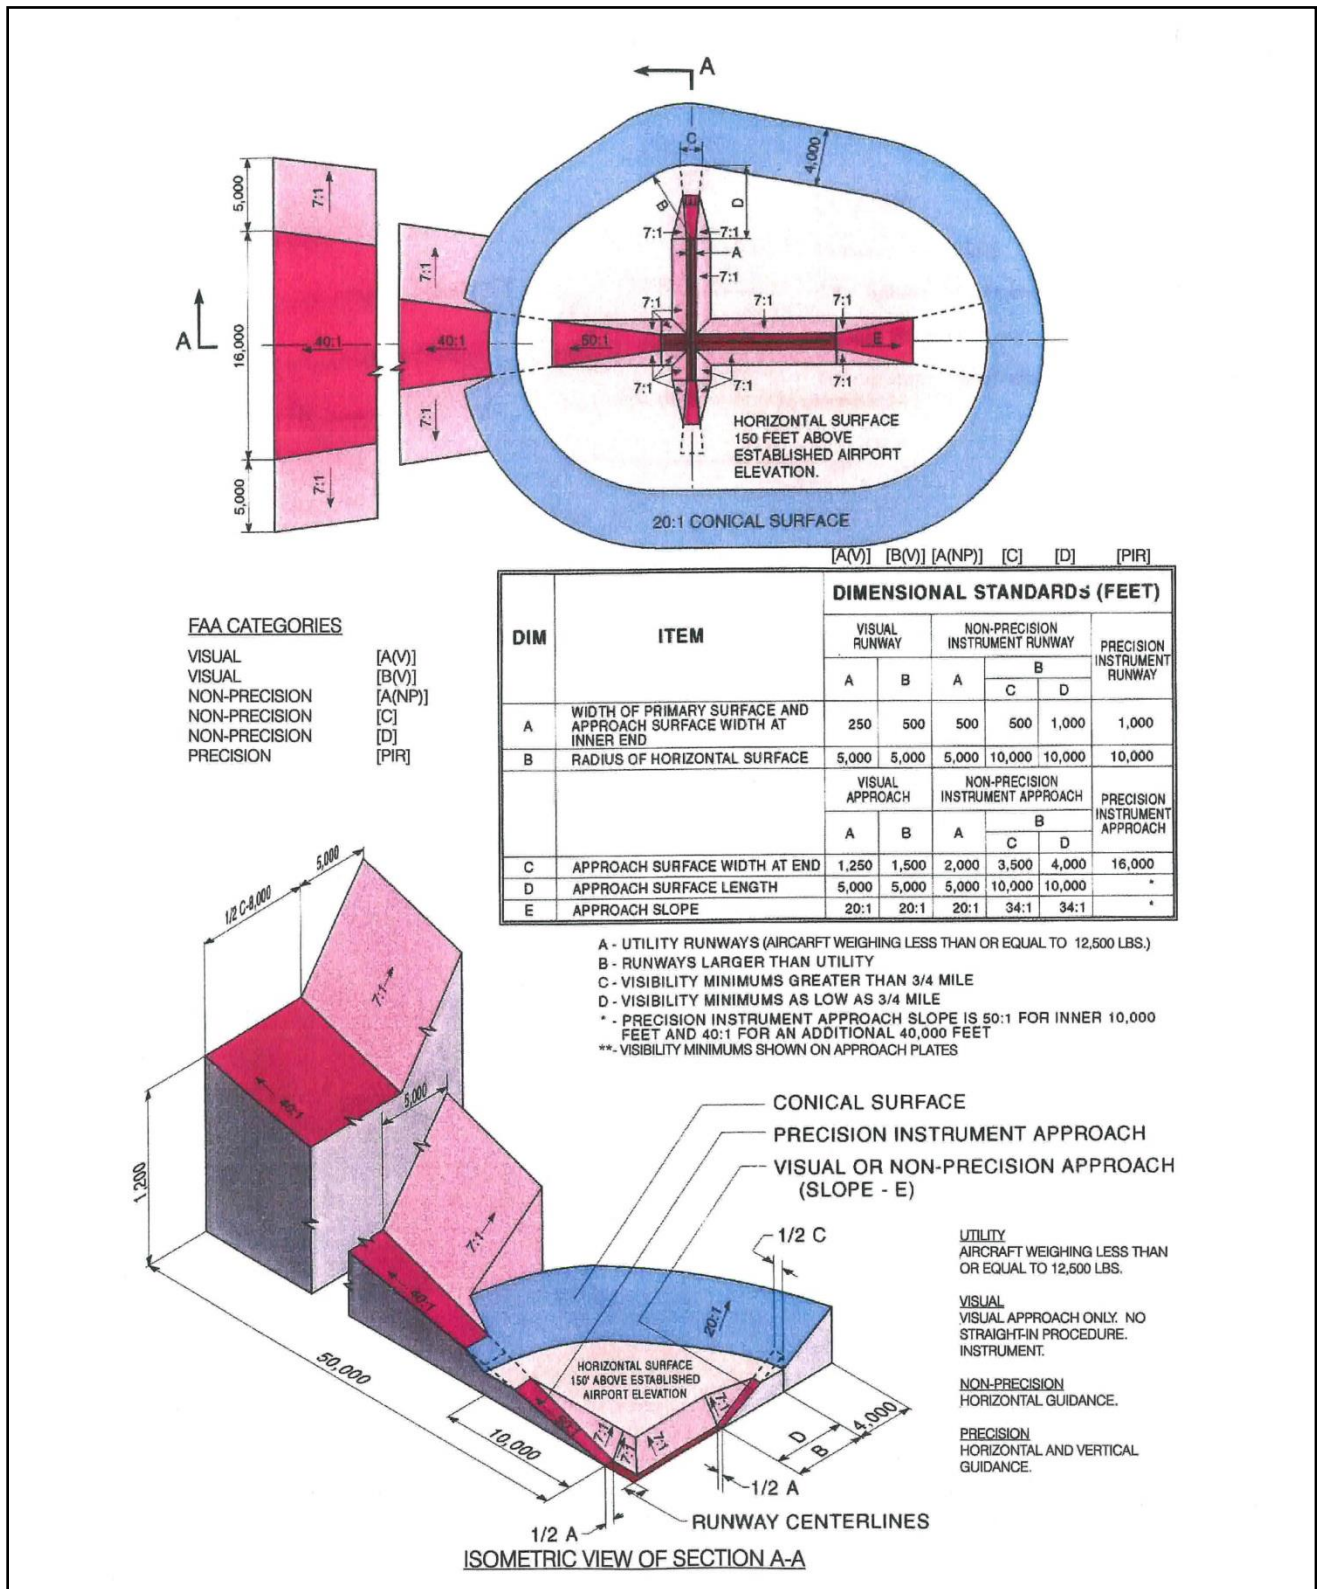 A
C
4,000
5,000
7:1
B
D
7:1
7:1
A
7:1
7:1
7:1
7:1
7:1
A
16,000
40:1
40:1
50:1
E
7:1
7:1
7:1
7:1
HORIZONTAL SURFACE
150 FEET ABOVE
ESTABLISHED AIRPORT
ELEVATION.
5,000
7:1
20:1 CONICAL SURFACE
[A(V)] [B(V)] [A(NP)] [C] [D] [PIR]
DIM ITEM DIMENSIONAL STANDARDS (FEET)
VISUAL RUNWAY NON-PRECISION INSTRUMENT RUNWAY PRECISION INSTRUMENT RUNWAY
A B A B
C D
A WIDTH OF PRIMARY SURFACE AND APPROACH SURFACE WIDTH AT INNER END 250 500 500 500 1,000 1,000
B RADIUS OF HORIZONTAL SURFACE 5,000 5,000 5,000 10,000 10,000 10,000
VISUAL APPROACH NON-PRECISION INSTRUMENT APPROACH PRECISION INSTRUMENT APPROACH
A B A B
C D
C APPROACH SURFACE WIDTH AT END 1,250 1,500 2,000 3,500 4,000 16,000
D APPROACH SURFACE LENGTH 5,000 5,000 5,000 10,000 10,000 *
E APPROACH SLOPE 20:1 20:1 20:1 34:1 34:1 *
FAA CATEGORIES
VISUAL [A(V)]
VISUAL [B(V)]
NON-PRECISION [A(NP)]
NON-PRECISION [C]
NON-PRECISION [D]
PRECISION [PIR]
A - UTILITY RUNWAYS (AIRCARFT WEIGHING LESS THAN OR EQUAL TO 12,500 LBS.)
B - RUNWAYS LARGER THAN UTILITY
C - VISIBILITY MINIMUMS GREATER THAN 3/4 MILE
D - VISIBILITY MINIMUMS AS LOW AS 3/4 MILE
* - PRECISION INSTRUMENT APPROACH SLOPE IS 50:1 FOR INNER 10,000
FEET AND 40:1 FOR AN ADDITIONAL 40,000 FEET
**- VISIBILITY MINIMUMS SHOWN ON APPROACH PLATES
5,000
1/2 C-8,000
7:1
40:1
5,000
1,200
7:1
40:1
CONICAL SURFACE
PRECISION INSTRUMENT APPROACH
VISUAL OR NON-PRECISION APPROACH
(SLOPE - E)
1/2 C
20:1
HORIZONTAL SURFACE
150' ABOVE ESTABLISHED
AIRPORT ELEVATION
50:1
7:1
7:1
7:1
7:1
50,000
10,000
4,000
D
B
1/2 A
1/2 A
RUNWAY CENTERLINES
ISOMETRIC VIEW OF SECTION A-A
UTILITY
AIRCRAFT WEIGHING LESS THAN
OR EQUAL TO 12,500 LBS.
VISUAL
VISUAL APPROACH ONLY. NO
STRAIGHT-IN PROCEDURE.
INSTRUMENT.
NON-PRECISION
HORIZONTAL GUIDANCE.
PRECISION
HORIZONTAL AND VERTICAL
GUIDANCE.